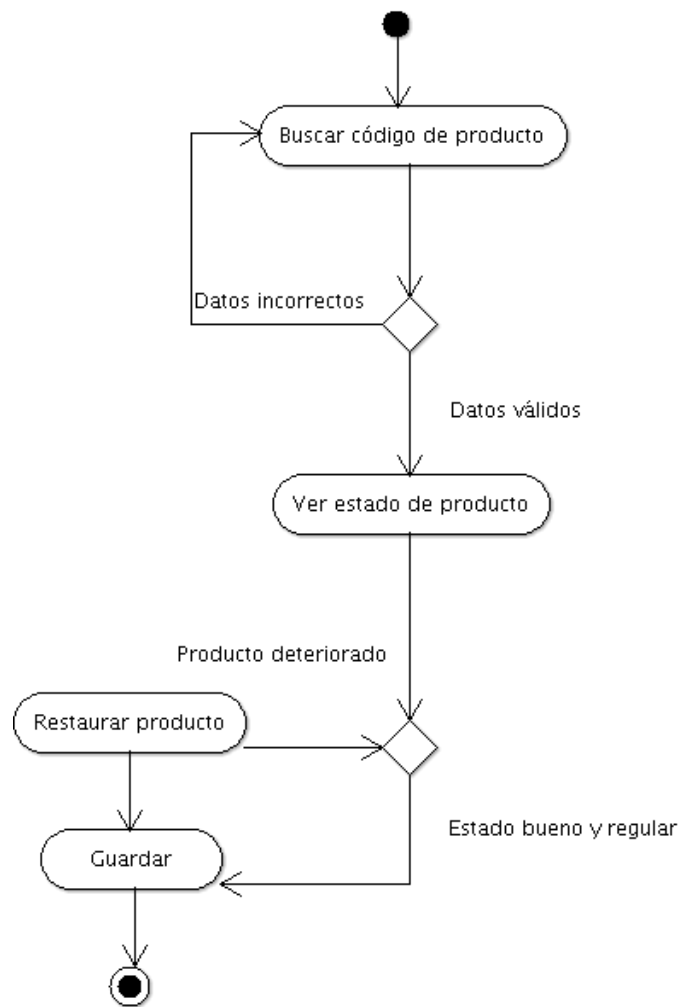 Buscar código de producto
Datos incorrectos
Datos válidos
Ver estado de producto
Producto deteriorado
Restaurar producto
Estado bueno y regular
Guardar